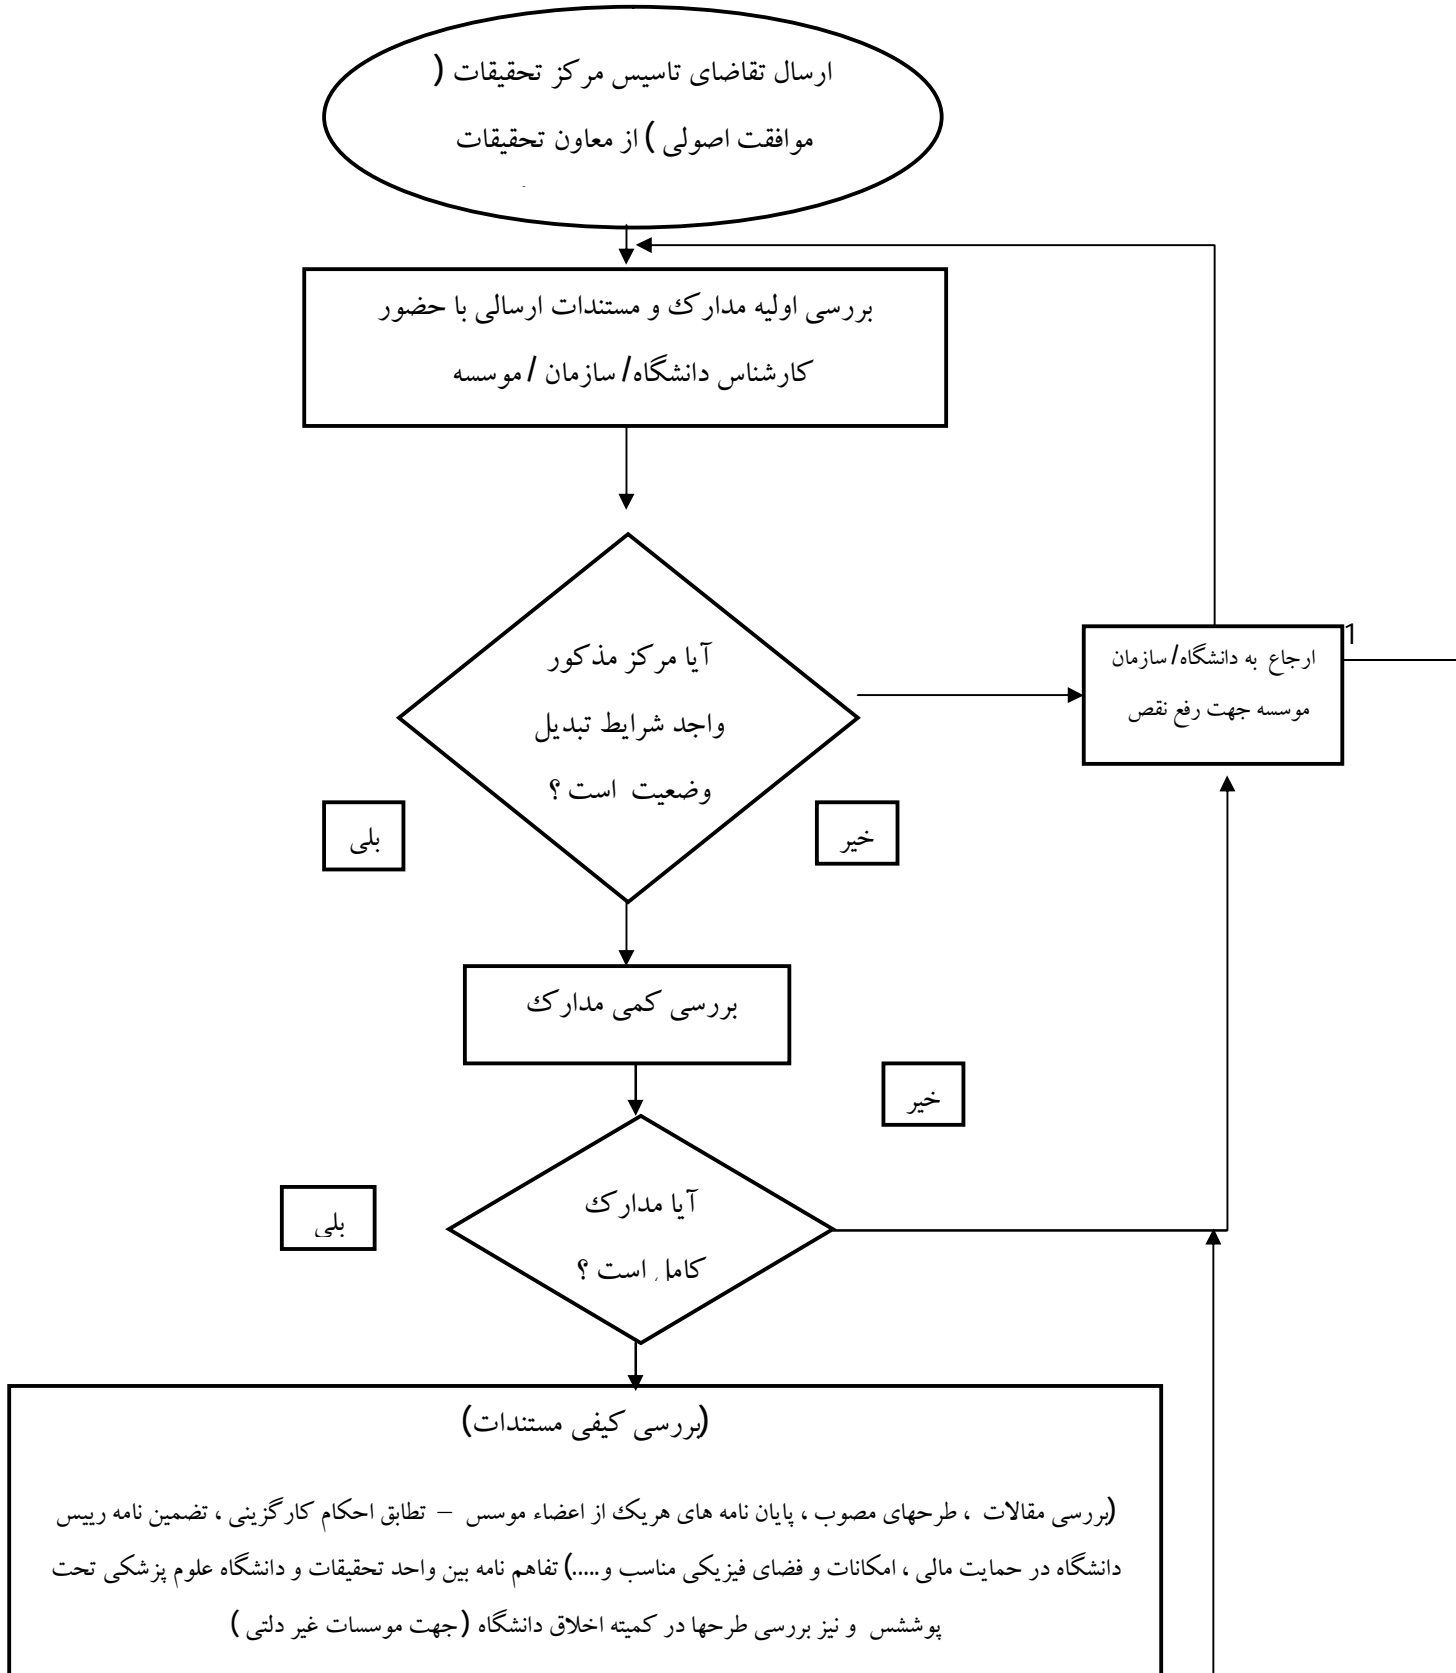 ارسال تقاضای تاسیس مرکز تحقیقات (
موافقت اصولی ) از معاون تحقیقات
بررسی اولیه مدارک و مستندات ارسالی با حضور
کارشناس دانشگاه/ سازمان / موسسه
آیا مرکز مذکور
واجد شرایط تبدیل
وضعیت است ؟
1
ارجاع به دانشگاه/ سازمان
موسسه جهت رفع نقص
بلی
خیر
بررسی کمی مدارک
خیر
آیا مدارک
کامل است ؟
بلی
(بررسی کیفی مستندات)
(بررسی مقالات ، طرحهای مصوب ، پایان نامه های هریک از اعضاء موسس – تطابق احکام کارگزینی ، تضمین نامه رییس
دانشگاه در حمایت مالی ، امکانات و فضای فیزیکی مناسب و.....) تفاهم نامه بین واحد تحقیقات و دانشگاه علوم پزشکی تحت
پوششس و نیز بررسی طرحها در کمیته اخلاق دانشگاه ( جهت موسسات غیر دلتی )